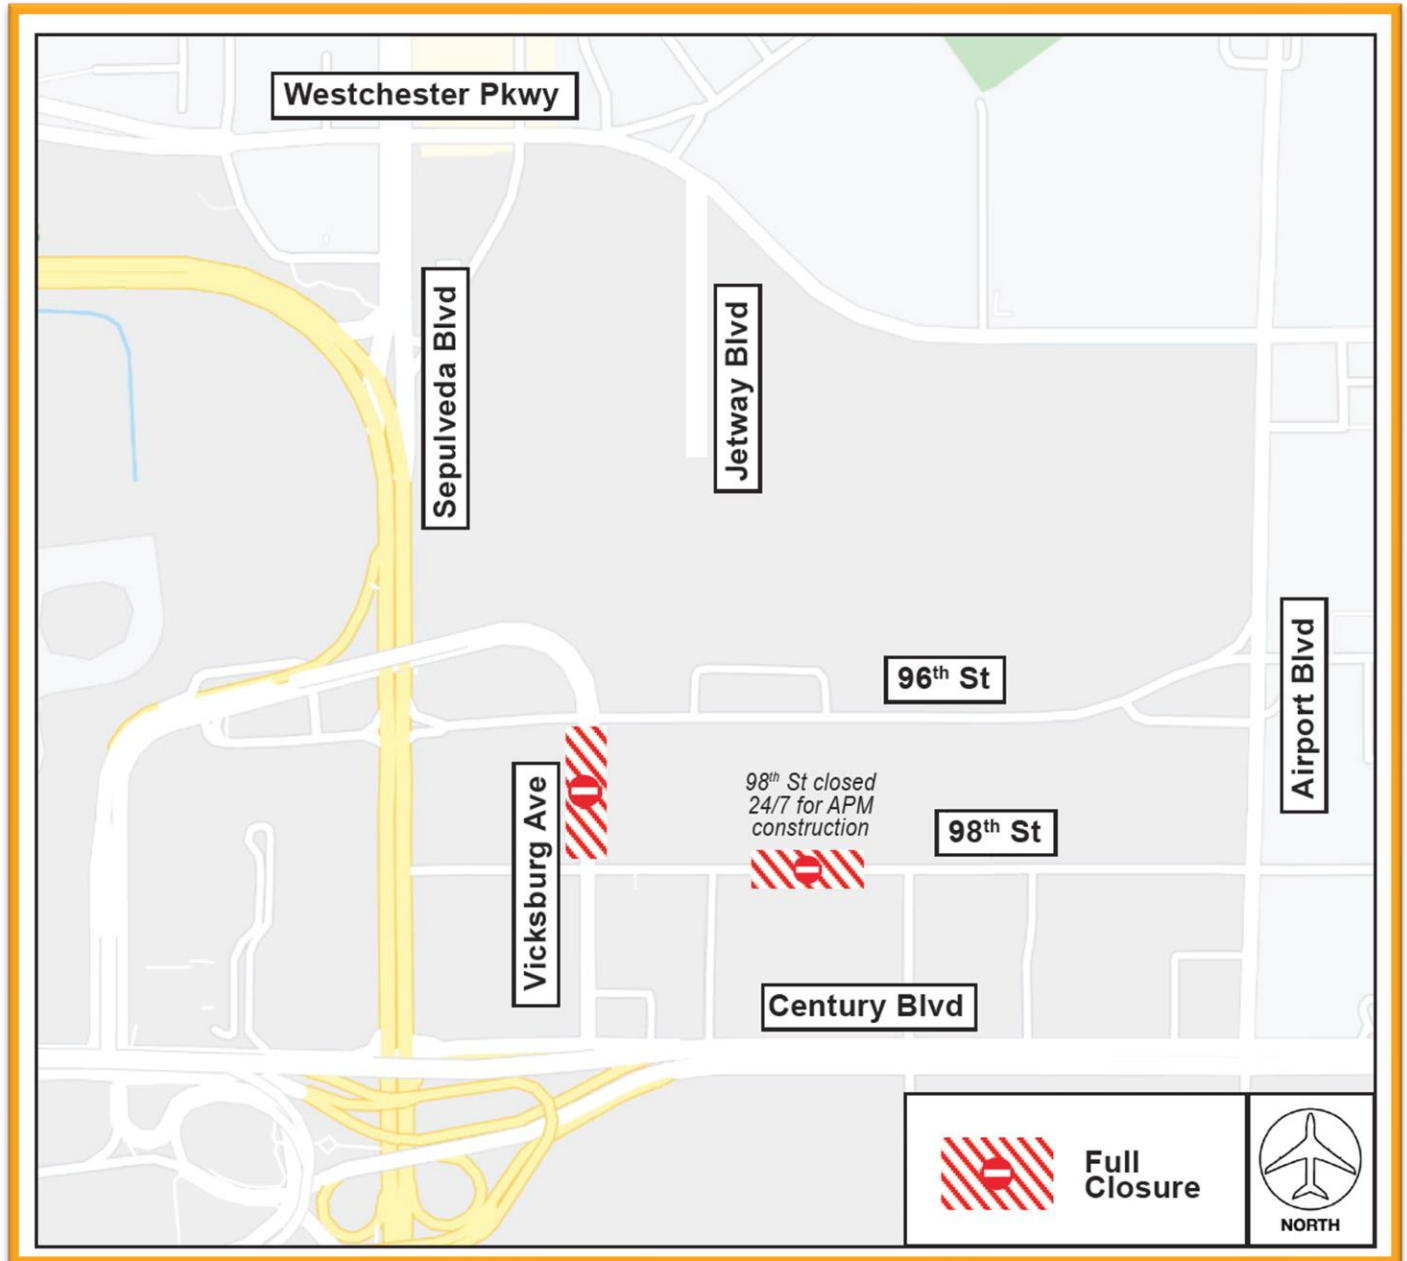 Westchester Pkwy
Sepulveda Blvd
Jetway Blvd
96th St
Airport Blvd
Vicksburg Ave
98th St closed
24/7 for APM
construction
98th St
Century Blvd
Full
Closure
NORTH